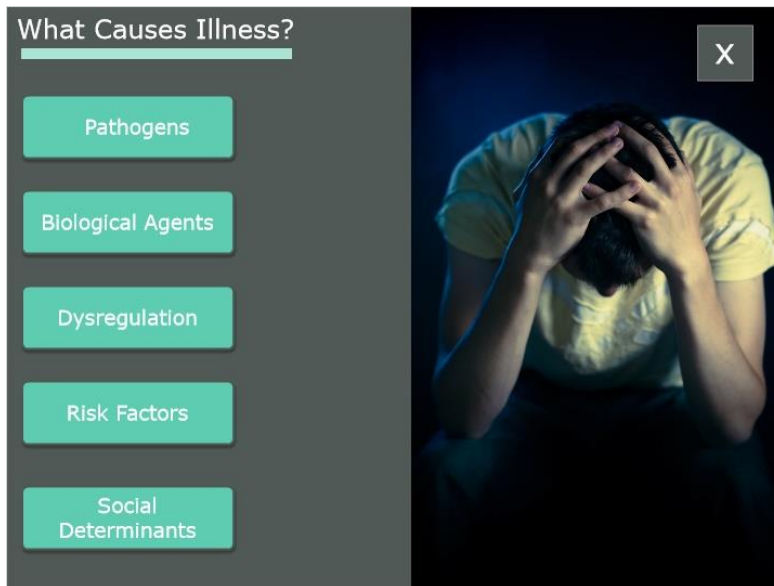 What Causes Illness?
X
Pathogens
Biological Agents
Dysregulation
Risk Factors
Social
Determinants